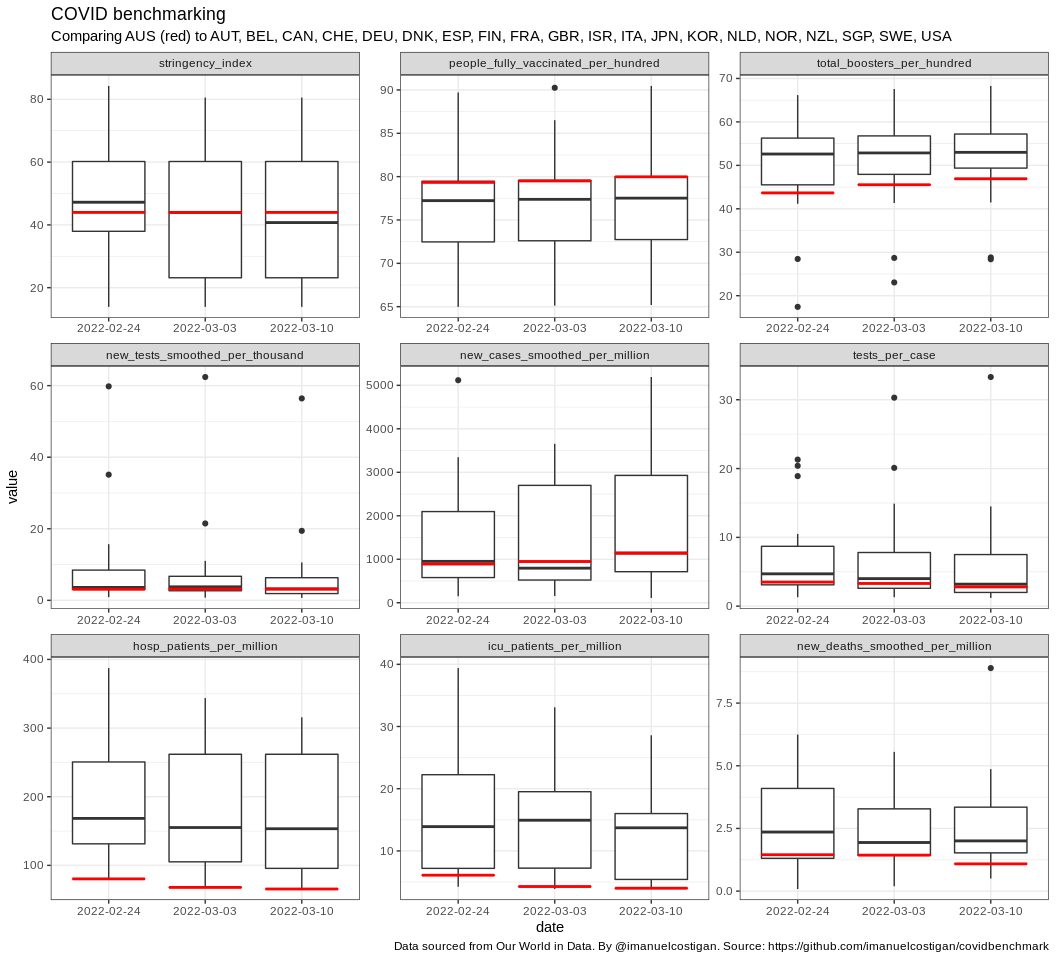 COVID benchmarking
Comparing AUS (red) to AUT, BEL, CAN, CHE, DEU, DNK, ESP, FIN, FRA, GBR, ISR, ITA, JPN, KOR, NLD, NOR, NZL, SGP, SWE, USA
stringency_index
80
60
40
20
2022-02-24 2022-03-03 2022-03-10
people_fully_vaccinated_per_hundred
90
85
80
75
70
65
2022-02-24 2022-03-03 2022-03-10
total_boosters_per_hundred
70
60
50
40
30
20
2022-02-24 2022-03-03 2022-03-10
value
new_tests_smoothed_per_thousand
60
40
20
0
2022-02-24 2022-03-03 2022-03-10
new_cases_smoothed_per_million
5000
4000
3000
2000
1000
0
2022-02-24 2022-03-03 2022-03-10
tests_per_case
30
20
10
0
2022-02-24 2022-03-03 2022-03-10
hosp_patients_per_million
400
300
200
100
2022-02-24 2022-03-03 2022-03-10
icu_patients_per_million
40
30
20
10
2022-02-24 2022-03-03 2022-03-10
new_deaths_smoothed_per_million
7.5
5.0
2.5
0.0
2022-02-24 2022-03-03 2022-03-10
date
Data sourced from Our World in Data. By @imanuelcostigan. Source: https://github.com/imanuelcostigan/covidbenchmark